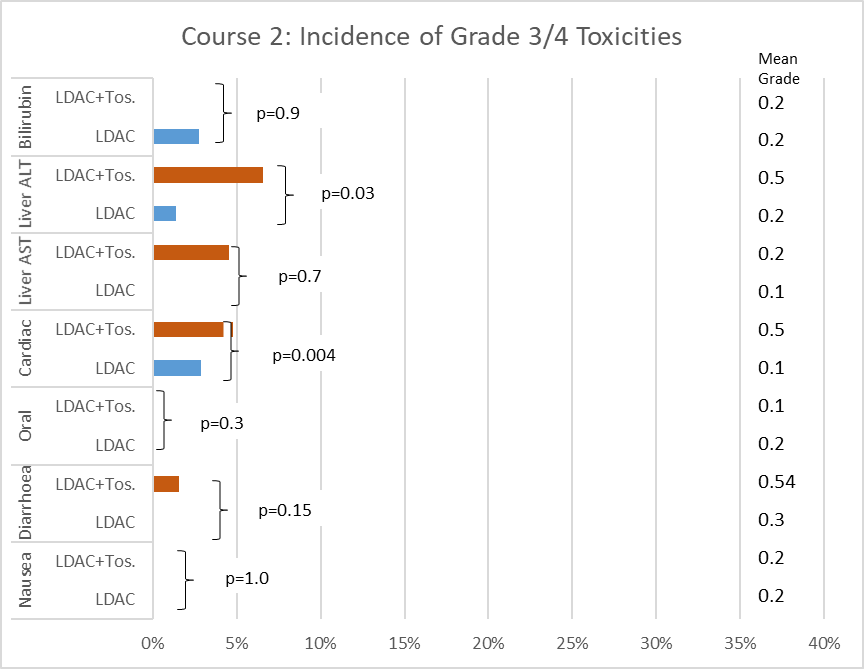 Course 2: Incidence of Grade 3/4 Toxicities
Mean
Grade
Bilirubin
LDAC+Tos.
0.2
p=0.9
LDAC
0.2
Liver ALT
LDAC+Tos.
0.5
p=0.03
LDAC
0.2
Liver AST
LDAC+Tos.
0.2
p=0.7
LDAC
0.1
Cardiac
LDAC+Tos.
0.5
p=0.004
LDAC
0.1
Oral
LDAC+Tos.
0.1
p=0.3
LDAC
0.2
Diarrhoea
LDAC+Tos.
0.54
p=0.15
LDAC
0.3
Nausea
LDAC+Tos.
0.2
p=1.0
LDAC
0.2
0% 5% 10% 15% 20% 25% 30% 35% 40%